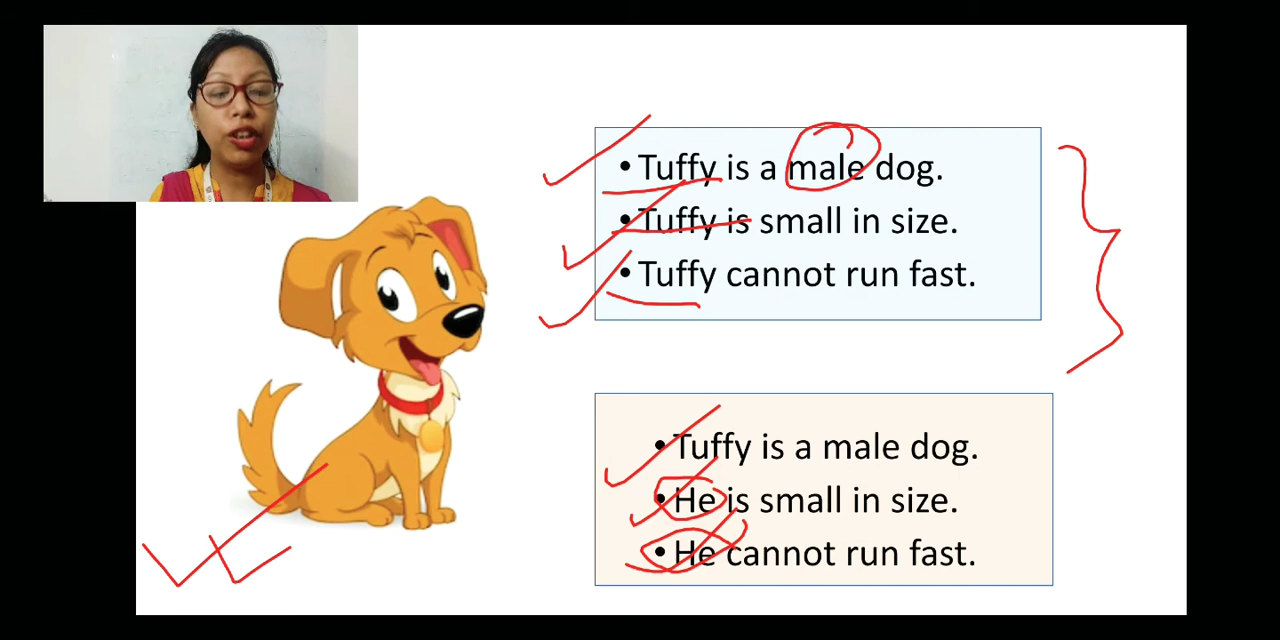 • Tuffy is a male dog.
• Tuffy is small in size.
• Tuffy cannot run fast.
• Tuffy is a male dog.
• He is small in size.
• He cannot run fast.